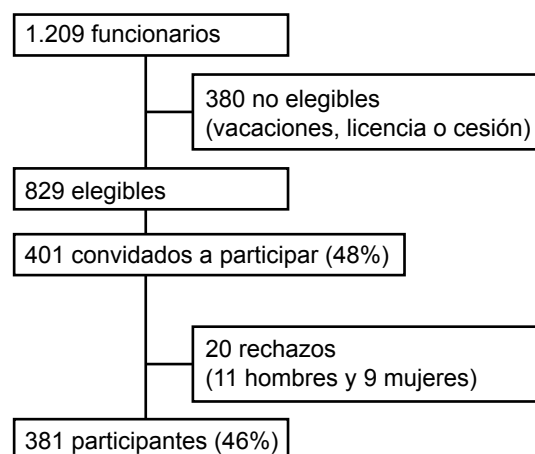 1.209 funcionarios
380 no elegibles
(vacaciones, licencia o cesión)
829 elegibles
401 convidados a participar (48%)
20 rechazos
(11 hombres y 9 mujeres)
381 participantes (46%)